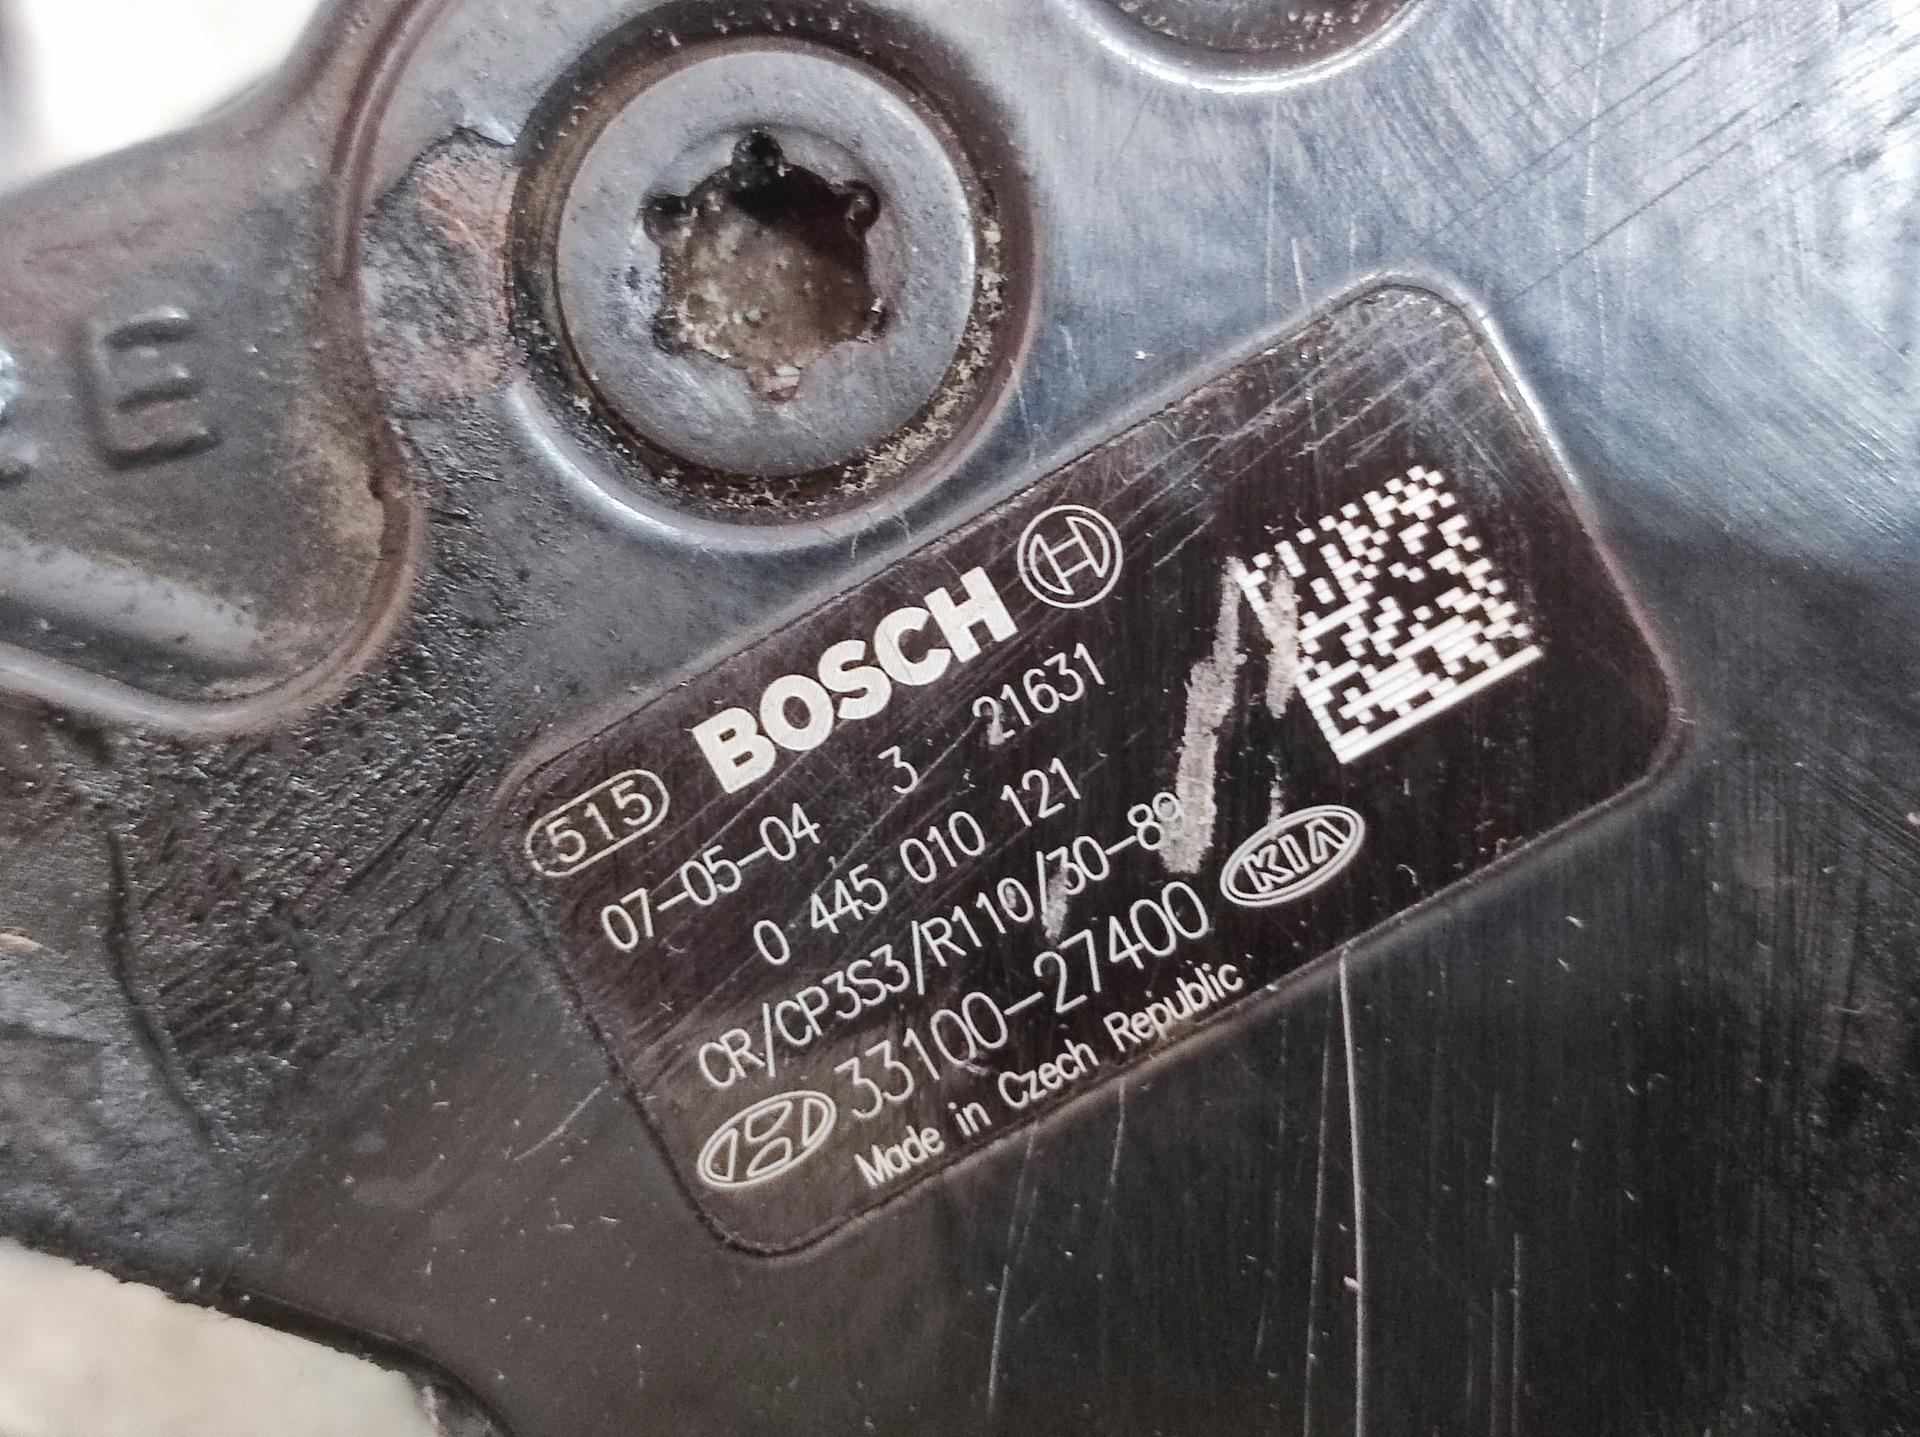 E
515 BOSCH
07-05-04 3 21631
0 445 010 121
CR/CP3S3/R110/30-89
33100-27400 KIA
Made in Czech Republic